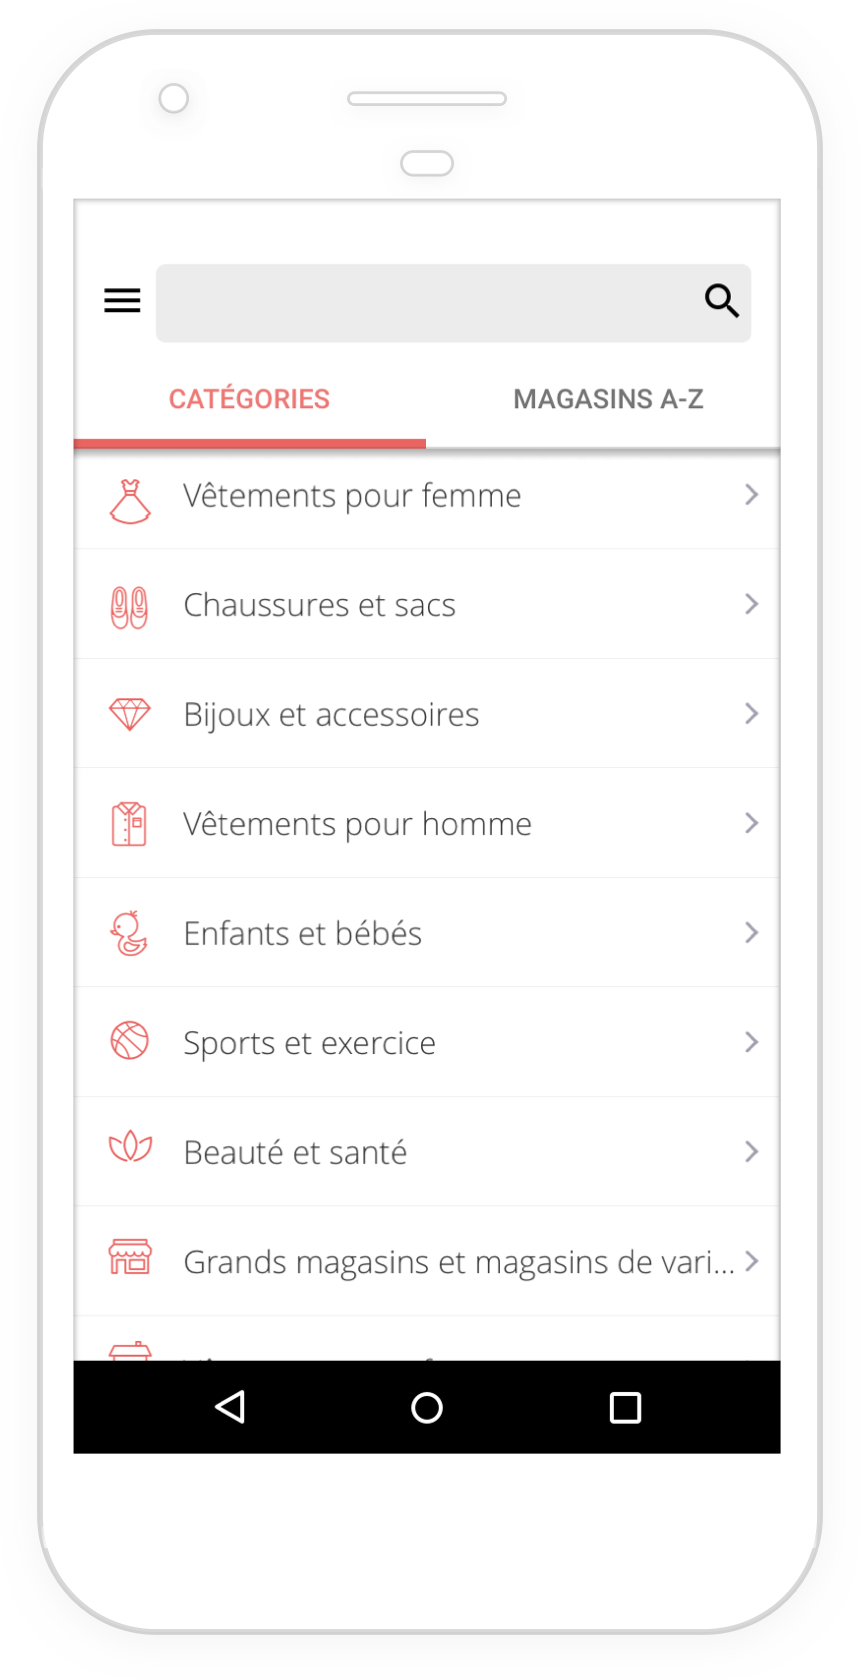 CATÉGORIES
MAGASINS A-Z
Vêtements pour femme
Chaussures et sacs
Bijoux et accessoires
Vêtements pour homme
Enfants et bébés
Sports et exercice
Beauté et santé
Grands magasins et magasins de vari...